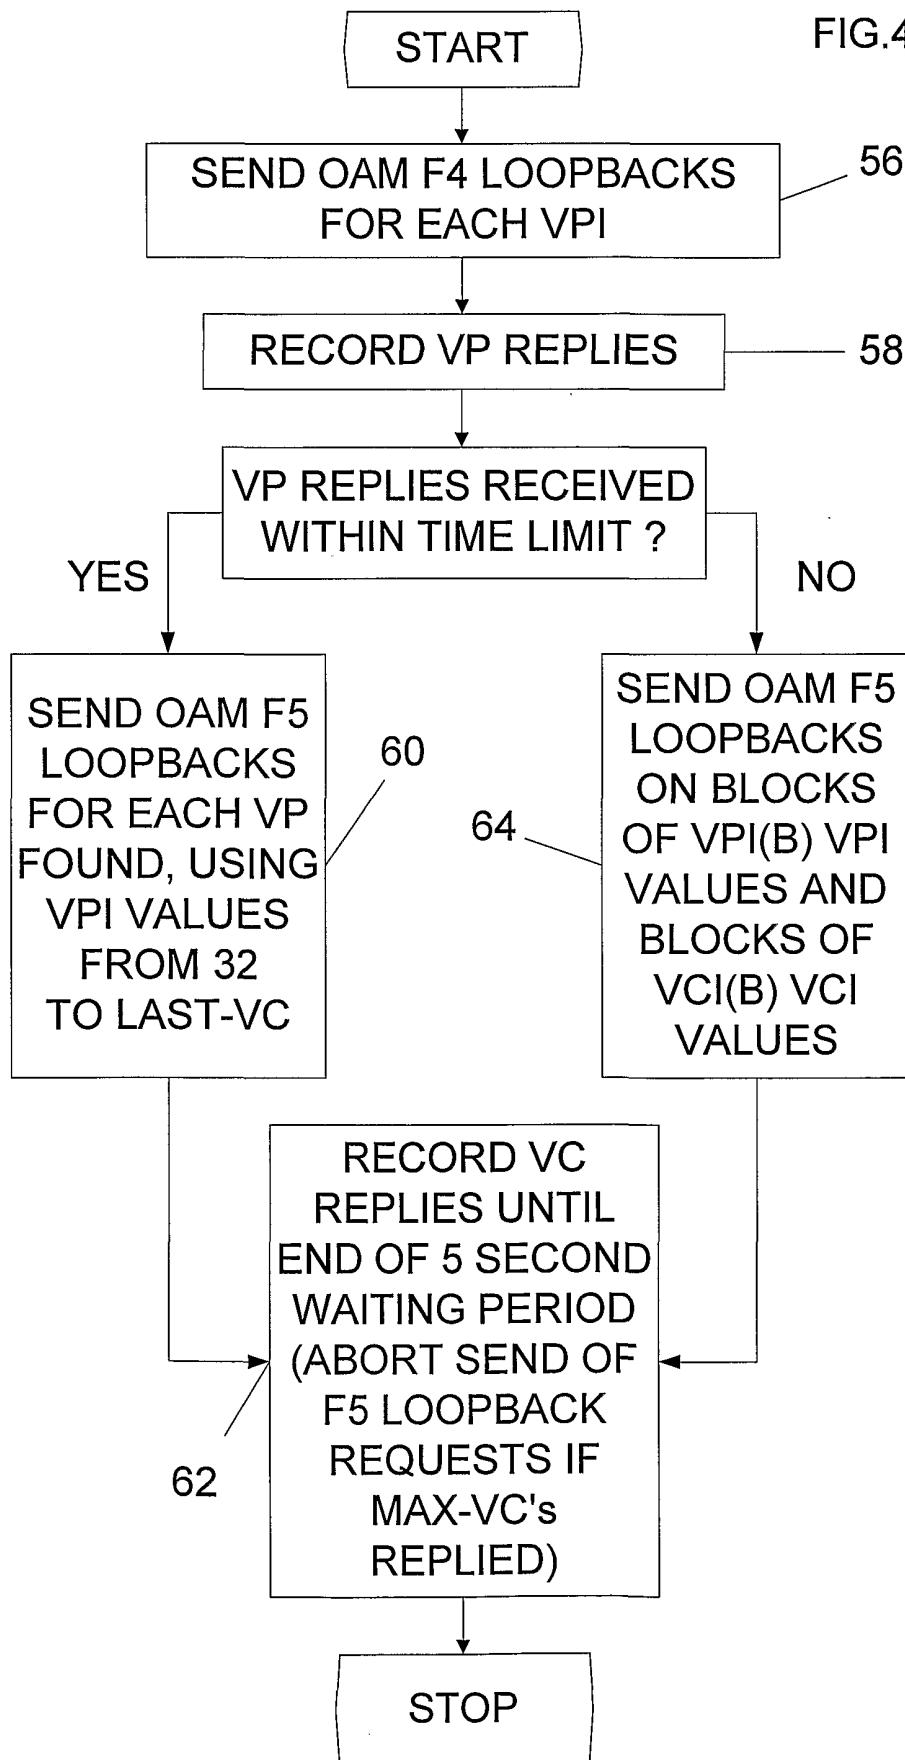 FIG.4
START
SEND OAM F4 LOOPBACKS
FOR EACH VPI
56
RECORD VP REPLIES
58
VP REPLIES RECEIVED
WITHIN TIME LIMIT ?
YES
NO
SEND OAM F5
LOOPBACKS
FOR EACH VP
FOUND, USING
VPI VALUES
FROM 32
TO LAST-VC
60
64
SEND OAM F5
LOOPBACKS
ON BLOCKS
OF VPI(B) VPI
VALUES AND
BLOCKS OF
VCI(B) VCI
VALUES
RECORD VC
REPLIES UNTIL
END OF 5 SECOND
WAITING PERIOD
(ABORT SEND OF
F5 LOOPBACK
REQUESTS IF
MAX-VC's
REPLIED)
62
STOP